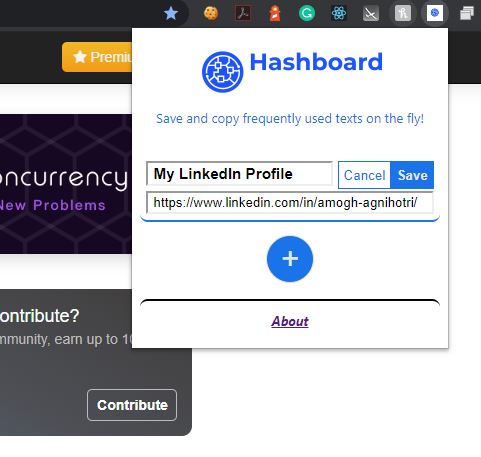 Premiu
Hashboard
Save and copy frequently used texts on the fly!
My LinkedIn Profile
Cancel
Save
https://www.linkedin.com/in/amogh-agnihotri/
oncurrency
New Problems
+
About
ontribute?
mmunity, earn up to 10
Contribute